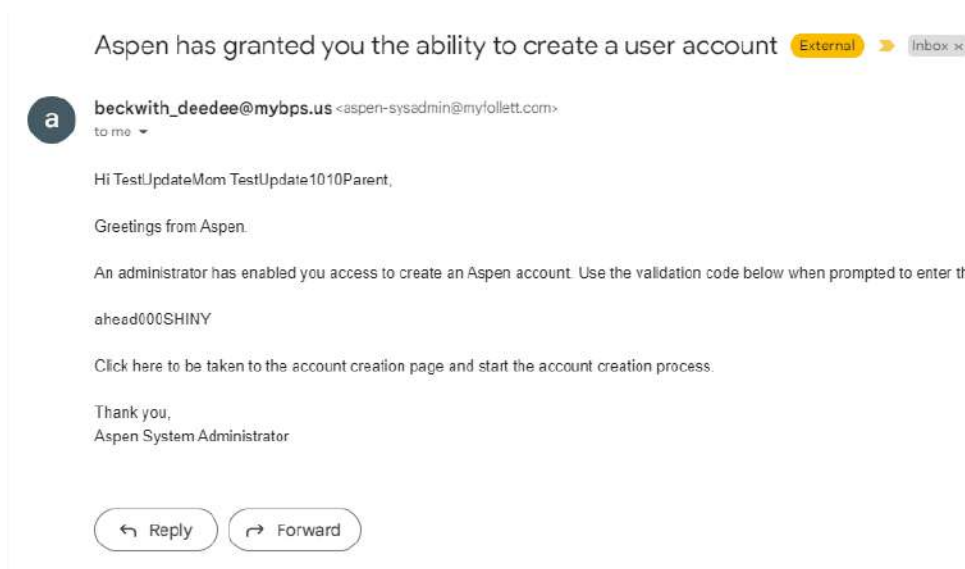 Aspen has granted you the ability to create a user account External Inbox ×
a
beckwith_deedee@mybps.us <aspen-sysadmin@myfollett.com>
to me
Hi TestUpdateMom TestUpdate1010Parent,
Greetings from Aspen.
An administrator has enabled you access to create an Aspen account. Use the validation code below when prompted to enter
ahead000SHINY
Click here to be taken to the account creation page and start the account creation process.
Thank you,
Aspen System Administrator
Reply Forward